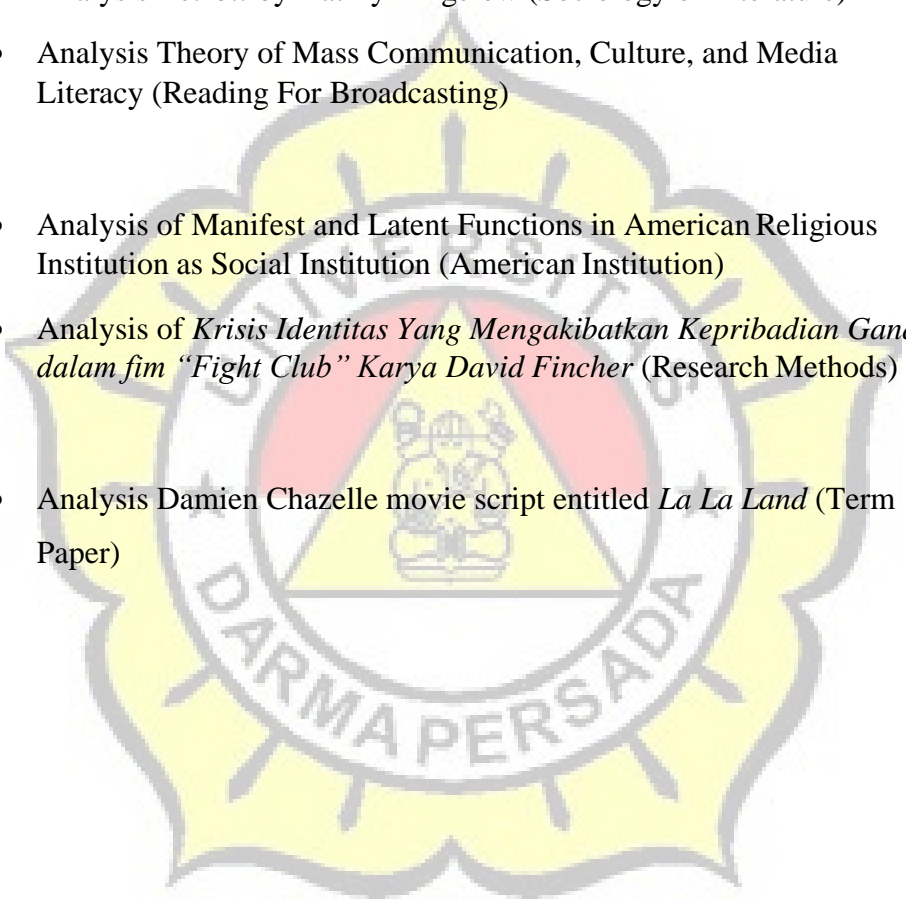 • Analysis Theory of Mass Communication, Culture, and Media
Literacy (Reading For Broadcasting)
• Analysis of Manifest and Latent Functions in American Religious
Institution as Social Institution (American Institution)
• Analysis of Krisis Identitas Yang Mengakibatkan Kepribadian
dalam fim “Fight Club” Karya David Fincher (Research Methods)
• Analysis Damien Chazelle movie script entitled La La Land (Term
Paper)
UNIVERSITAS
DARMA PERSADA